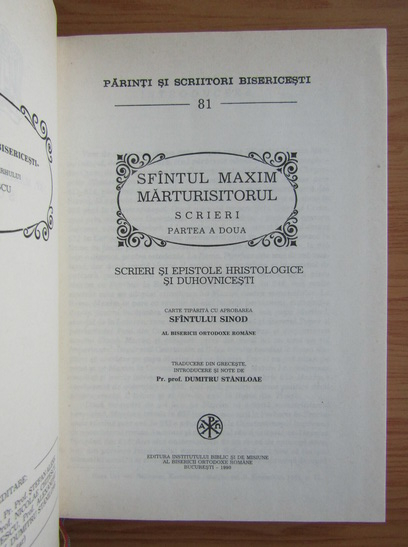 BISERICEȘTI.
CU
PĂRINȚI ȘI SCRIITORI BISERICEȘTI
81
SFÎNTUL MAXIM
MĂRTURISITORUL
SCRIERI
PARTEA A DOUA
SCRIERI ȘI EPISTOLE HRISTOLOGICE
ȘI DUHOVNICEȘTI
CARTE TIPĂRITĂ CU APROBAREA
SFÎNTULUI SINOD
AL BISERICII ORTODOXE ROMÂNE
TRADUCERE DIN GRECEȘTE,
INTRODUCERE ȘI NOTE DE
Pr. prof. DUMITRU STĂNILOAE
EDITURA INSTITUTULUI BIBLIC ȘI DE MISIUNE
AL BISERICII ORTODOXE ROMÂNE
BUCUREȘTI –